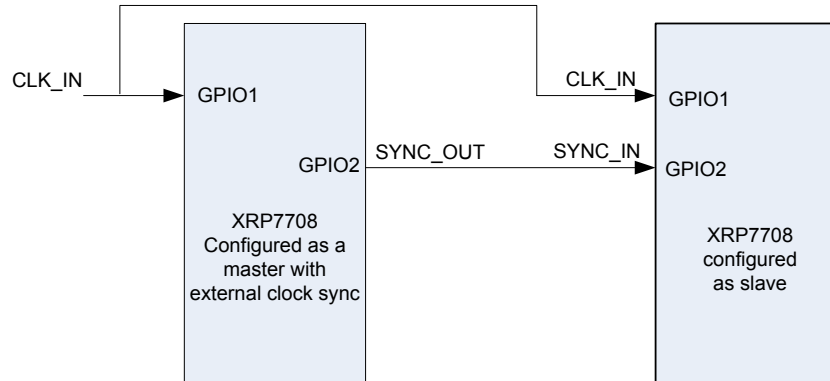 CLK_IN
GPIO1
GPIO2
SYNC_OUT
XRP7708
Configured as a
master with
external clock sync
CLK_IN
SYNC_IN
GPIO1
GPIO2
XRP7708
configured
as slave